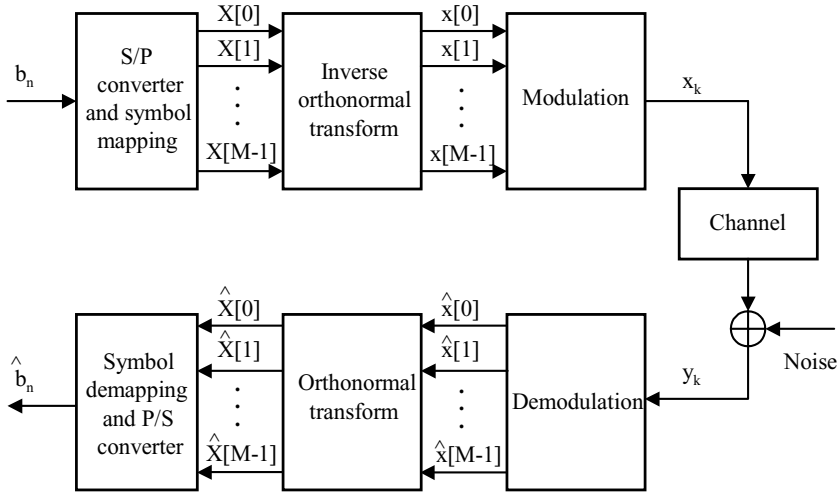 b_n
S/P
converter
and symbol
mapping
X[0]
X[1]
X[M-1]
Inverse
orthonormal
transform
x[0]
x[1]
x[M-1]
Modulation
x_k
Channel
Noise
y_k
Demodulation
x̂[0]
x̂[1]
x̂[M-1]
Orthonormal
transform
X̂[0]
X̂[1]
X̂[M-1]
Symbol
demapping
and P/S
converter
b̂_n